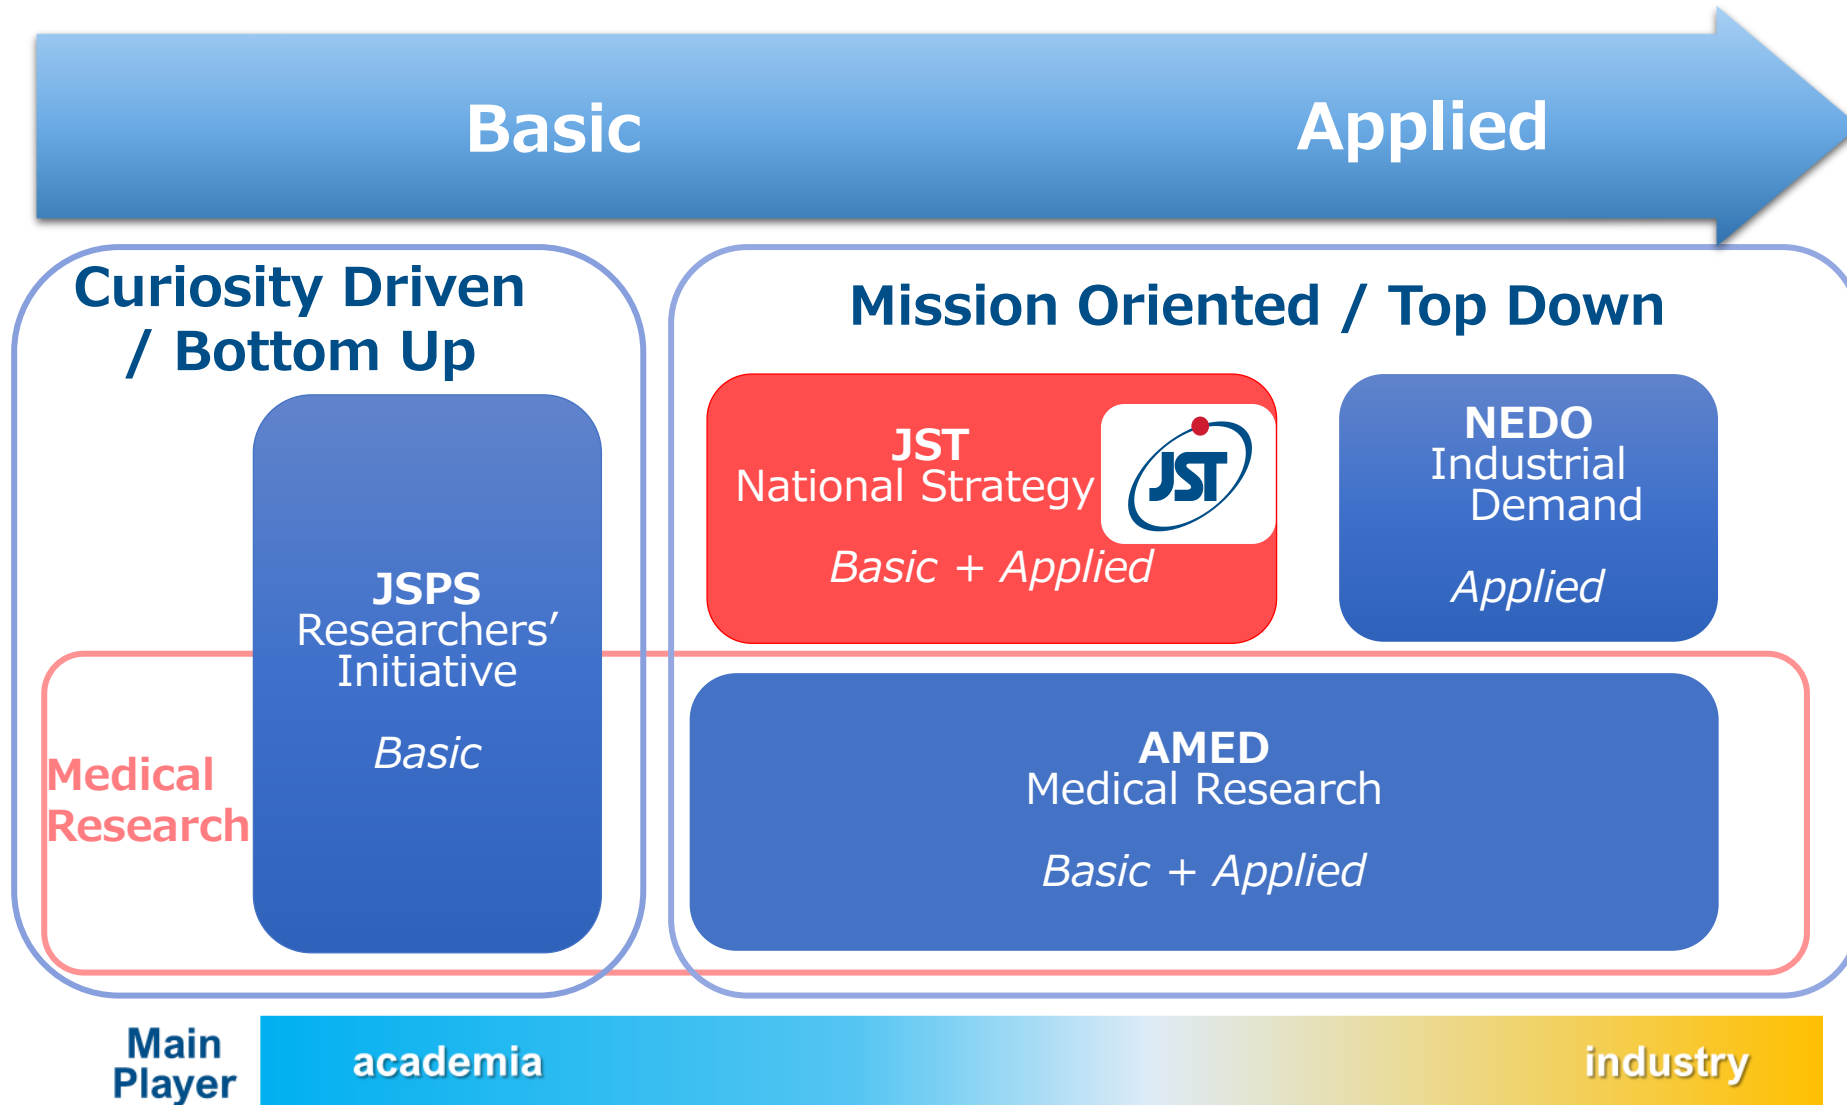 Basic
Applied
Curiosity Driven
/ Bottom Up
Mission Oriented / Top Down
JST
National Strategy
Basic + Applied
JST
NEDO
Industrial
Demand
Applied
JSPS
Researchers’
Initiative
Basic
Medical
Research
AMED
Medical Research
Basic + Applied
Main
Player
academia
industry